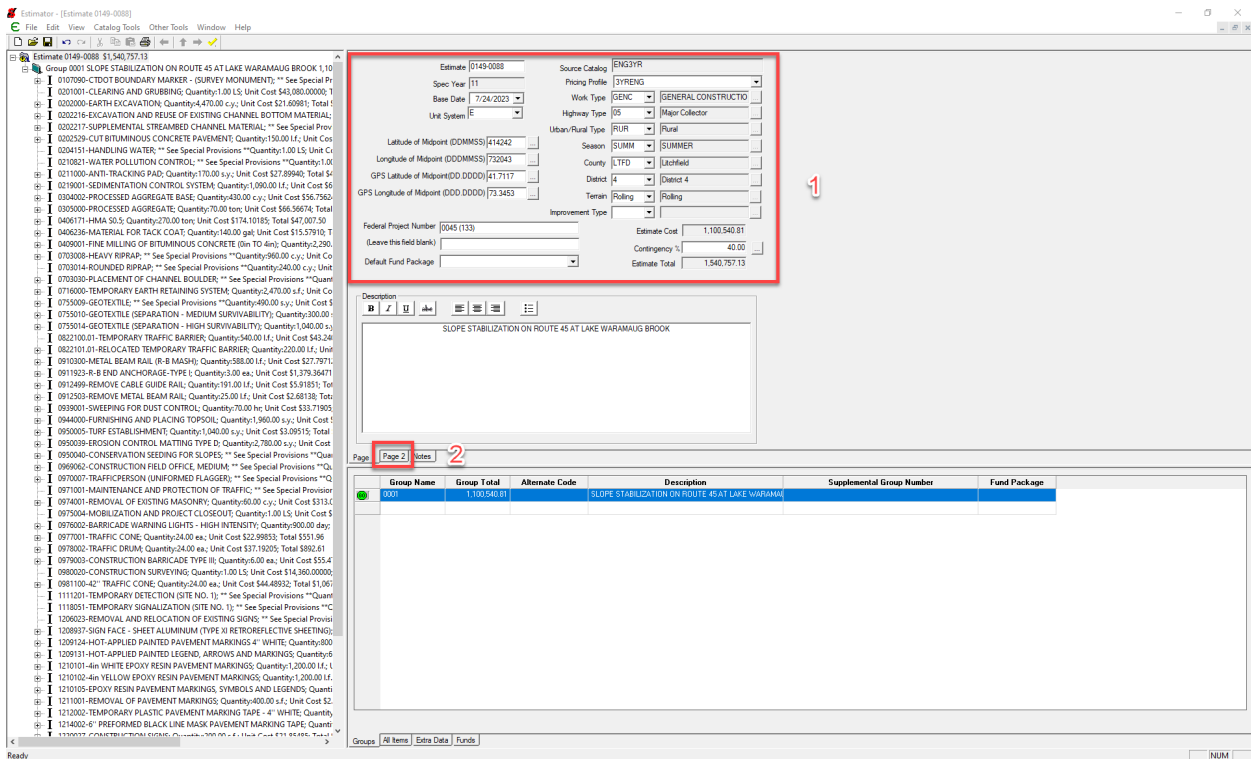 Estimator - [Estimate 0149-0088]
File Edit View Catalog Tools Other Tools Window Help
Estimate 0149-0088 $1,540,757.13
Group 0001 SLOPE STABILIZATION ON ROUTE 45 AT LAKE WARAMAUG BROOK 1,10
0107090-CTDOT BOUNDARY MARKER - (SURVEY MONUMENT); ** See Special Pr
0201001-CLEARING AND GRUBBING; Quantity:1.00 LS; Unit Cost $43,080.00000; T
0202000-EARTH EXCAVATION; Quantity:4,470.00 c.y.; Unit Cost $21.60981; Total
0202216-EXCAVATION AND REUSE OF EXISTING CHANNEL BOTTOM MATERIAL;
0202217-SUPPLEMENTAL STREAMBED CHANNEL MATERIAL; ** See Special Prov
0202529-CUT BITUMINOUS CONCRETE PAVEMENT; Quantity:150.00 l.f.; Unit Cos
0204151-HANDLING WATER; ** See Special Provisions **Quantity:1.00 LS; Unit C
0210821-WATER POLLUTION CONTROL; ** See Special Provisions **Quantity:1.0
0211000-ANTI-TRACKING PAD; Quantity:170.00 s.y.; Unit Cost $27.89940; Total $4
0219001-SEDIMENTATION CONTROL SYSTEM; Quantity:1,090.00 l.f.; Unit Cost $6
0304002-PROCESSED AGGREGATE BASE; Quantity:430.00 c.y.; Unit Cost $56.7562
0305000-PROCESSED AGGREGATE; Quantity:70.00 ton; Unit Cost $66.56674; Total
0406171-HMA S0.5; Quantity:270.00 ton; Unit Cost $174.10185; Total $47,007.50
0406236-MATERIAL FOR TACK COAT; Quantity:140.00 gal; Unit Cost $15.57910; T
0409001-FINE MILLING OF BITUMINOUS CONCRETE (0in TO 4in); Quantity:2,290.
0703008-HEAVY RIPRAP; ** See Special Provisions **Quantity:960.00 c.y.; Unit Co
0703014-ROUNDED RIPRAP; ** See Special Provisions **Quantity:240.00 c.y.; Unit
0703030-PLACEMENT OF CHANNEL BOULDER; ** See Special Provisions **Quant
0716000-TEMPORARY EARTH RETAINING SYSTEM; Quantity:2,470.00 s.f.; Unit Co
0755009-GEOTEXTILE; ** See Special Provisions **Quantity:490.00 s.y.; Unit Cost $
0755010-GEOTEXTILE (SEPARATION - MEDIUM SURVIVABILITY); Quantity:300.00
0755014-GEOTEXTILE (SEPARATION - HIGH SURVIVABILITY); Quantity:1,040.00 s.
0822100.01-TEMPORARY TRAFFIC BARRIER; Quantity:540.00 l.f.; Unit Cost $43.24
0822101.01-RELOCATED TEMPORARY TRAFFIC BARRIER; Quantity:220.00 l.f.; Uni
0910300-METAL BEAM RAIL (R-B MASH); Quantity:588.00 l.f.; Unit Cost $27.7971
0911923-R-B END ANCHORAGE-TYPE I; Quantity:3.00 ea.; Unit Cost $1,379.36471
0912499-REMOVE CABLE GUIDE RAIL; Quantity:191.00 l.f.; Unit Cost $5.91851; Tot
0912503-REMOVE METAL BEAM RAIL; Quantity:25.00 l.f.; Unit Cost $2.68138; Tot
0939001-SWEEPING FOR DUST CONTROL; Quantity:70.00 hr; Unit Cost $33.71905
0944000-FURNISHING AND PLACING TOPSOIL; Quantity:1,960.00 s.y.; Unit Cost
0950005-TURF ESTABLISHMENT; Quantity:1,040.00 s.y.; Unit Cost $3.09515; Total
0950039-EROSION CONTROL MATTING TYPE D; Quantity:2,780.00 s.y.; Unit Cost
0950040-CONSERVATION SEEDING FOR SLOPES; ** See Special Provisions **Qua
0969062-CONSTRUCTION FIELD OFFICE, MEDIUM; ** See Special Provisions **Q
0970007-TRAFFICPERSON (UNIFORMED FLAGGER); ** See Special Provisions **Q
0971001-MAINTENANCE AND PROTECTION OF TRAFFIC; ** See Special Provision
0974001-REMOVAL OF EXISTING MASONRY; Quantity:60.00 c.y.; Unit Cost $313.
0975004-MOBILIZATION AND PROJECT CLOSEOUT; Quantity:1.00 LS; Unit Cost $
0976002-BARRICADE WARNING LIGHTS - HIGH INTENSITY; Quantity:900.00 day;
0977001-TRAFFIC CONE; Quantity:24.00 ea.; Unit Cost $22.99853; Total $551.96
0978002-TRAFFIC DRUM; Quantity:24.00 ea.; Unit Cost $37.19205; Total $892.61
0979003-CONSTRUCTION BARRICADE TYPE III; Quantity:6.00 ea.; Unit Cost $55.4
0980020-CONSTRUCTION SURVEYING; Quantity:1.00 LS; Unit Cost $14,360.00000;
0981100-42" TRAFFIC CONE; Quantity:24.00 ea.; Unit Cost $44.48932; Total $1,067
1111201-TEMPORARY DETECTION (SITE NO. 1); ** See Special Provisions **Quant
1118051-TEMPORARY SIGNALIZATION (SITE NO. 1); ** See Special Provisions **C
1206023-REMOVAL AND RELOCATION OF EXISTING SIGNS; ** See Special Provisi
1208937-SIGN FACE - SHEET ALUMINUM (TYPE XI RETROREFLECTIVE SHEETING);
1209124-HOT-APPLIED PAINTED PAVEMENT MARKINGS 4" WHITE; Quantity:800
1209131-HOT-APPLIED PAINTED LEGEND, ARROWS AND MARKINGS; Quantity:6
1210101-4in WHITE EPOXY RESIN PAVEMENT MARKINGS; Quantity:1,200.00 l.f.; U
1210102-4in YELLOW EPOXY RESIN PAVEMENT MARKINGS; Quantity:1,200.00 l.f.
1210105-EPOXY RESIN PAVEMENT MARKINGS, SYMBOLS AND LEGENDS; Quanti
1211001-REMOVAL OF PAVEMENT MARKINGS; Quantity:400.00 s.f.; Unit Cost $2.
1212002-TEMPORARY PLASTIC PAVEMENT MARKING TAPE - 4" WHITE; Quantity
1214002-6" PREFORMED BLACK LINE MASK PAVEMENT MARKING TAPE; Quanti
1220027-CONSTRUCTION SIGNS; Quantity:200.00 s.f.; Unit Cost $21.85485; Total
Estimate 0149-0088 Source Catalog ENG3YR
Spec Year 11 Pricing Profile 3YRENG
Base Date 7/24/2023 Work Type GENC GENERAL CONSTRUCTIO
Unit System E Highway Type 05 Major Collector
Urban/Rural Type RUR Rural
Latitude of Midpoint (DDMMSS) 414242 Season SUMM SUMMER
Longitude of Midpoint (DDDMMSS) 732043 County LTFD Litchfield
GPS Latitude of Midpoint(DD.DDDD) 41.7117 District 4 District 4
GPS Longitude of Midpoint (DDD.DDDD) 73.3453 Terrain Rolling Rolling
Improvement Type
Federal Project Number 0045 (133) Estimate Cost 1,100,540.81
(Leave this field blank) Contingency % 40.00
Default Fund Package Estimate Total 1,540,757.13
1
Description
B I U abc
SLOPE STABILIZATION ON ROUTE 45 AT LAKE WARAMAUG BROOK
Page Page 2 Notes
2
Group Name Group Total Alternate Code Description Supplemental Group Number Fund Package
0001 1,100,540.81 SLOPE STABILIZATION ON ROUTE 45 AT LAKE WARAMA
Groups All Items Extra Data Funds
Ready NUM